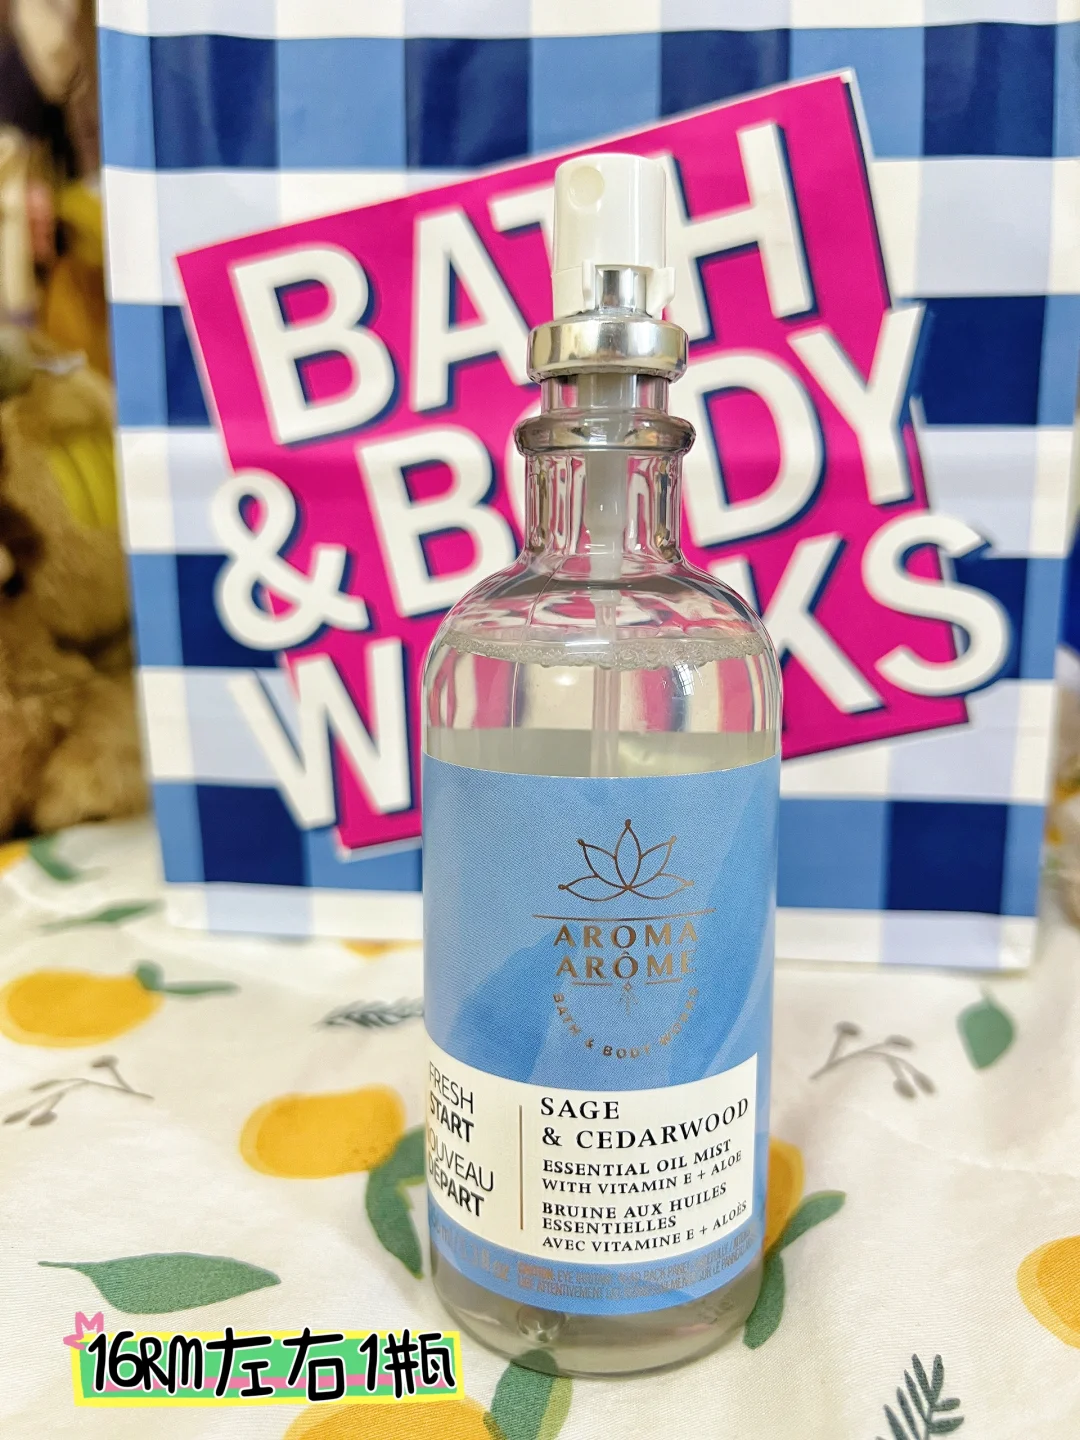 BATH
& BODY
WORKS
AROMA
ARÔME
BATH & BODY WORKS
FRESH
START
NOUVEAU
DÉPART
SAGE
& CEDARWOOD
ESSENTIAL OIL MIST
WITH VITAMIN E + ALOE
BRUINE AUX HUILES
ESSENTIELLES
AVEC VITAMINE E + ALOÈS
16RM左右1瓶